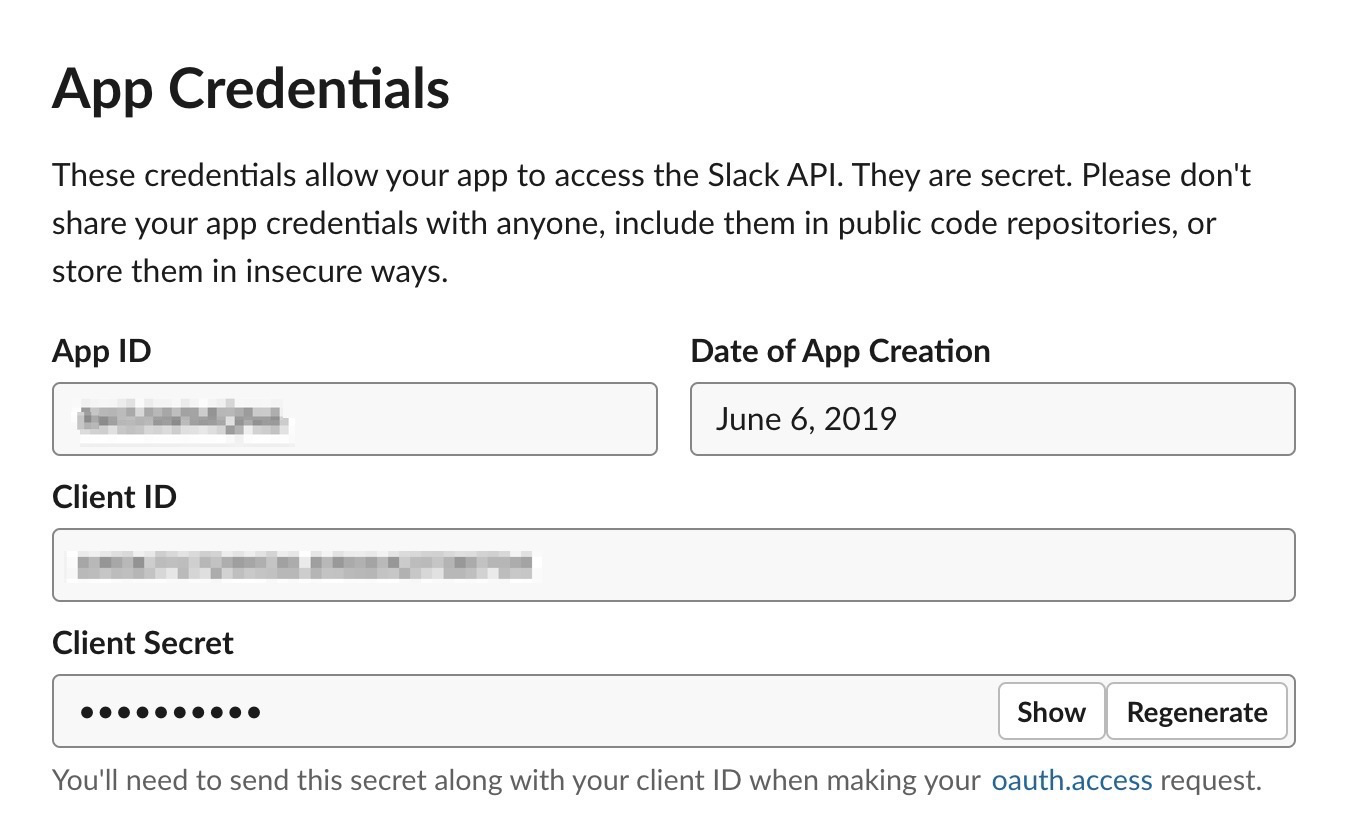 App Credentials
These credentials allow your app to access the Slack API. They are secret. Please don't
share your app credentials with anyone, include them in public code repositories, or
store them in insecure ways.
App ID
Date of App Creation
June 6, 2019
Client ID
Client Secret
••••••••••
Show
Regenerate
You'll need to send this secret along with your client ID when making your oauth.access request.